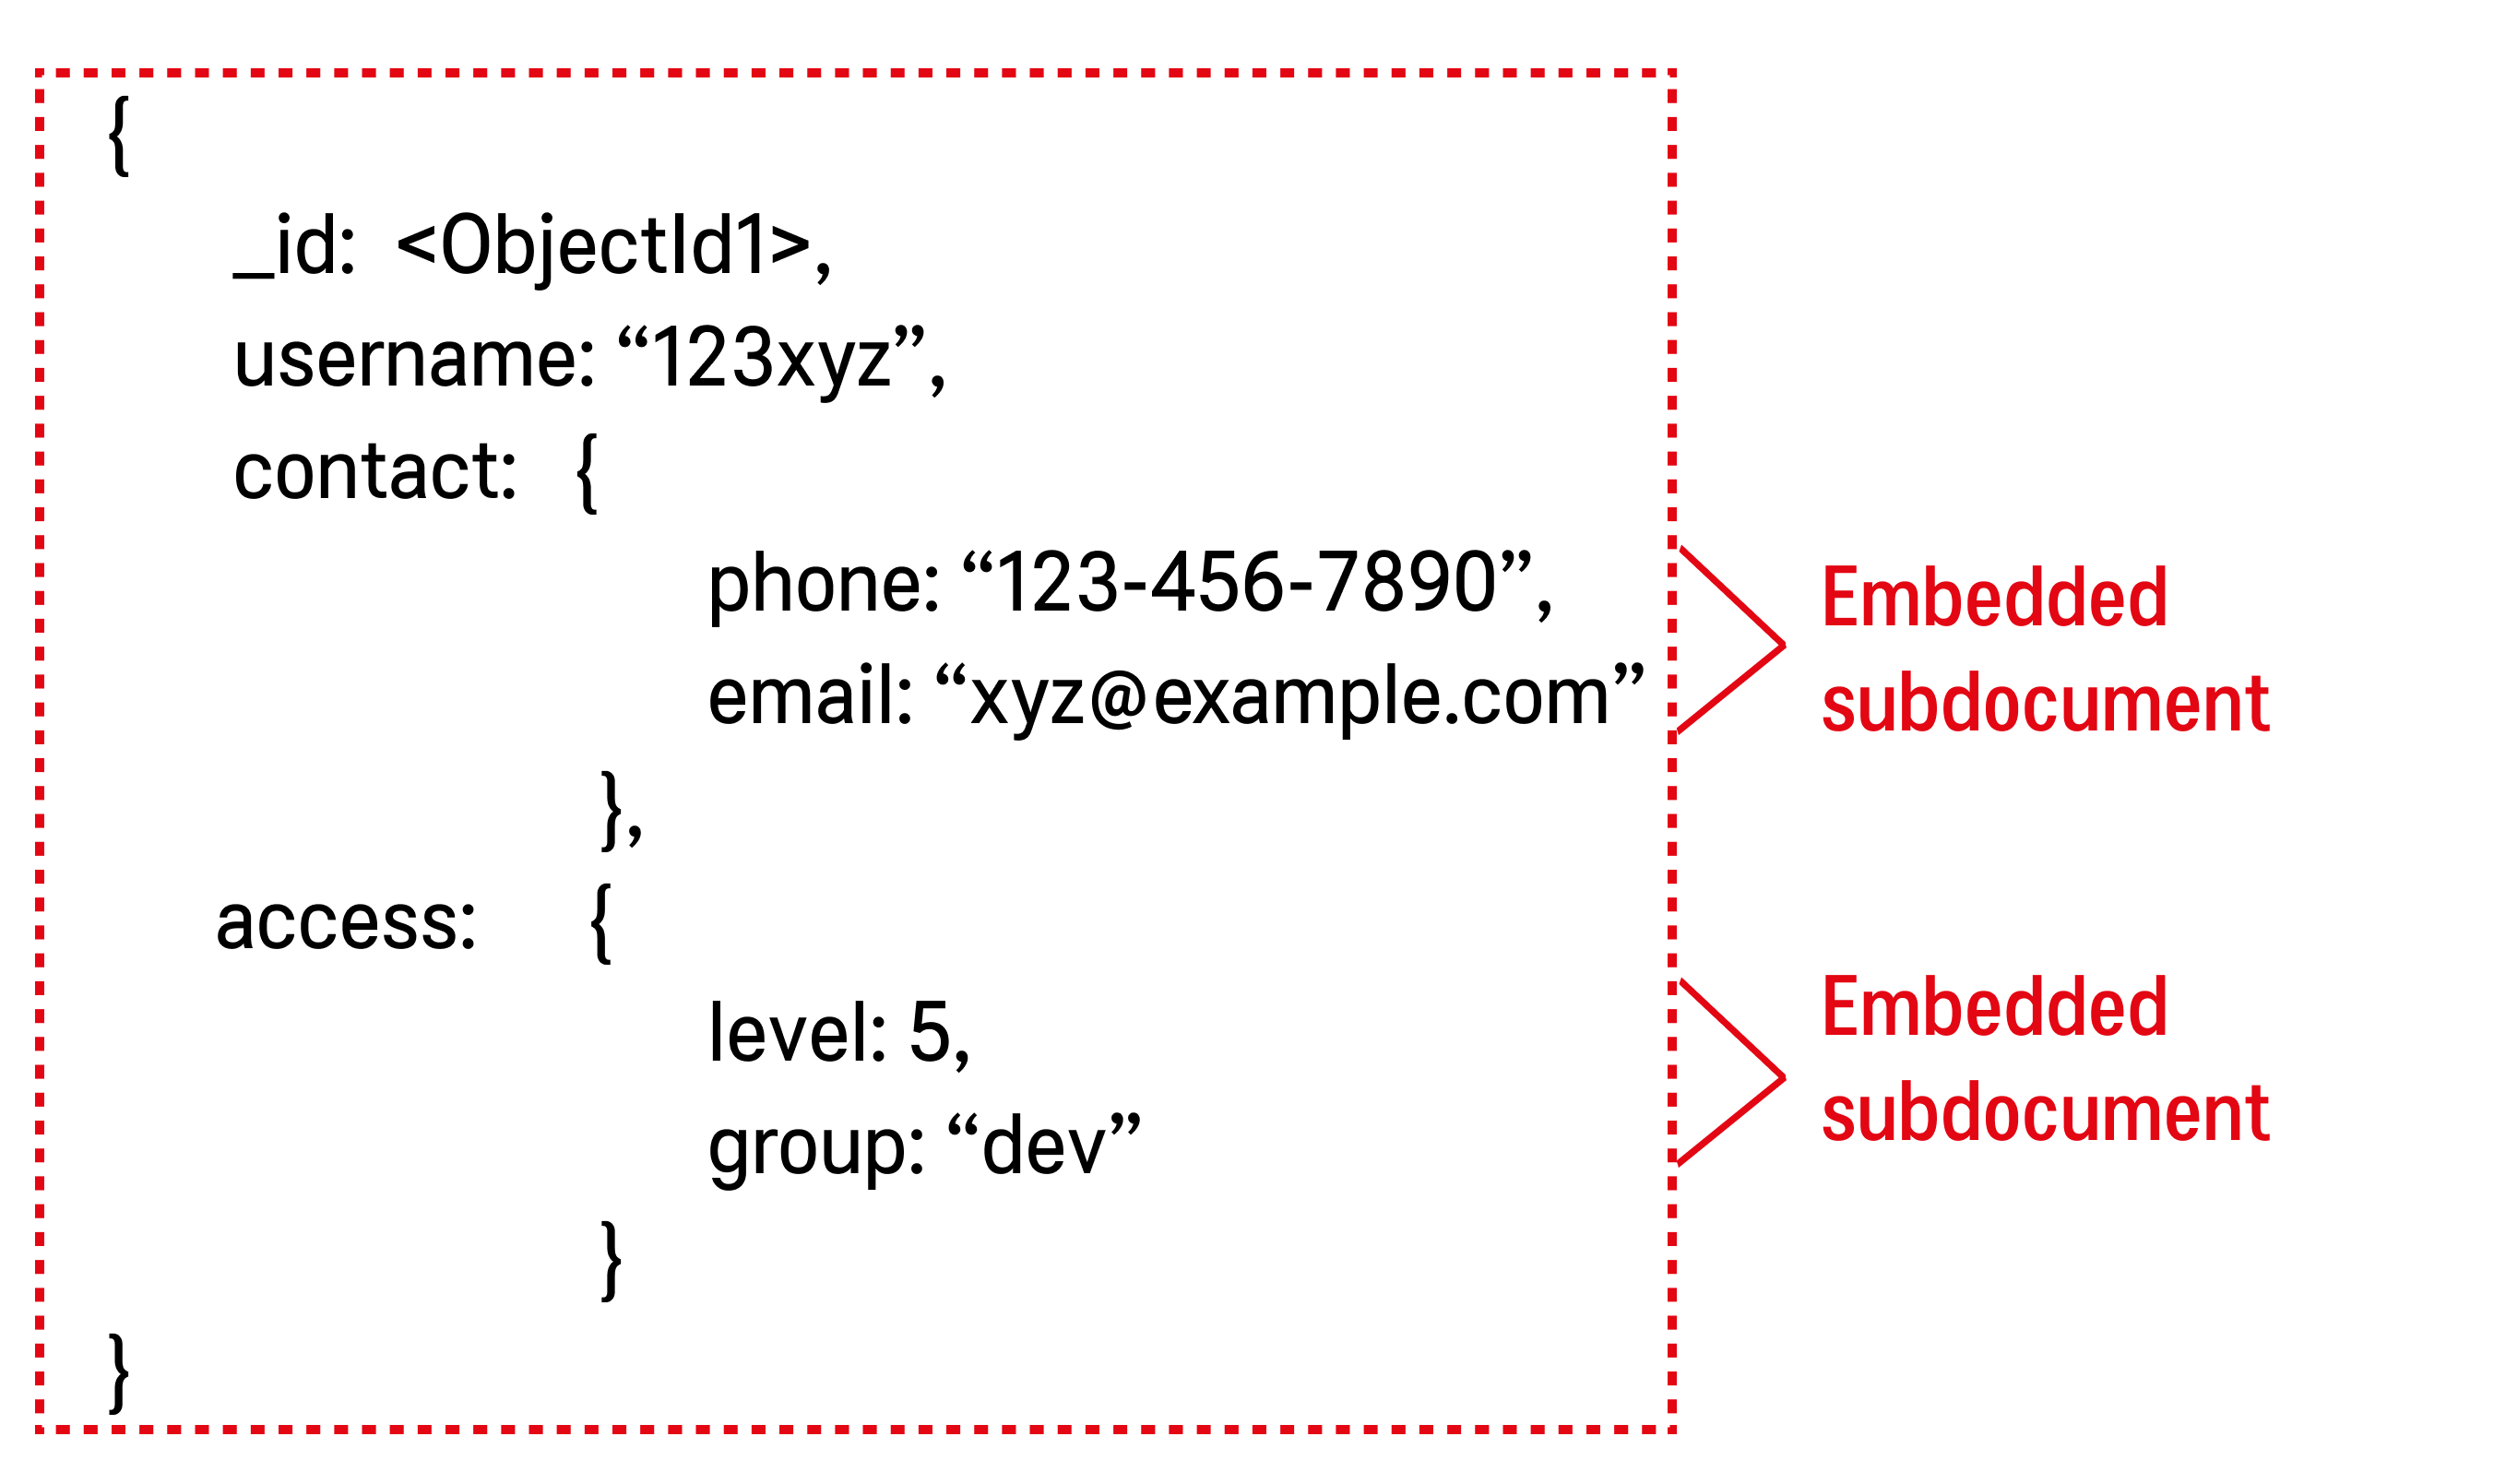 {
_id: <ObjectId1>,
username: “123xyz”,
contact: {
phone: “123-456-7890”,
email: “xyz@example.com”
},
access: {
level: 5,
group: “dev”
}
}
Embedded
subdocument
Embedded
subdocument